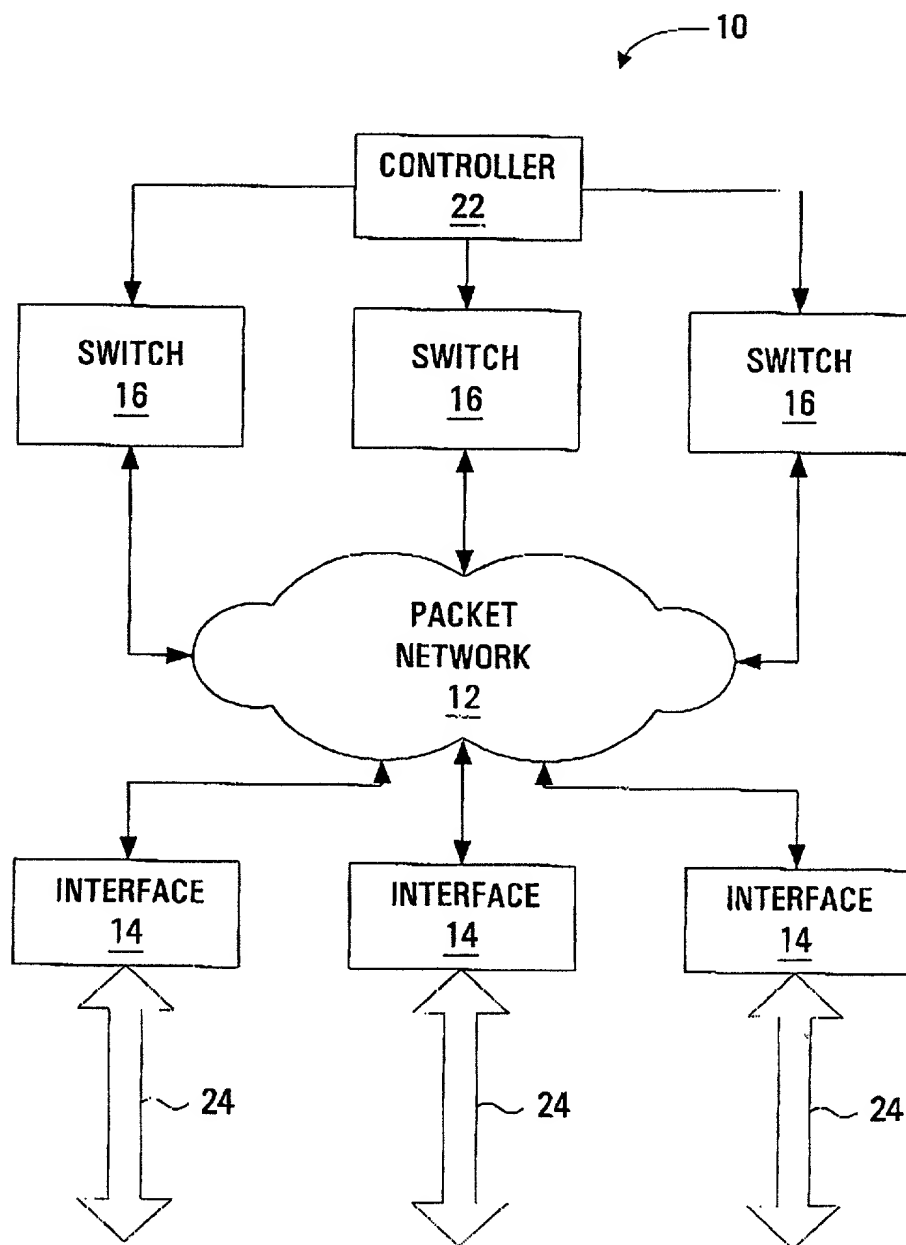 10
CONTROLLER
22
SWITCH
16
SWITCH
16
SWITCH
16
PACKET
NETWORK
12
INTERFACE
14
INTERFACE
14
INTERFACE
14
24
24
24